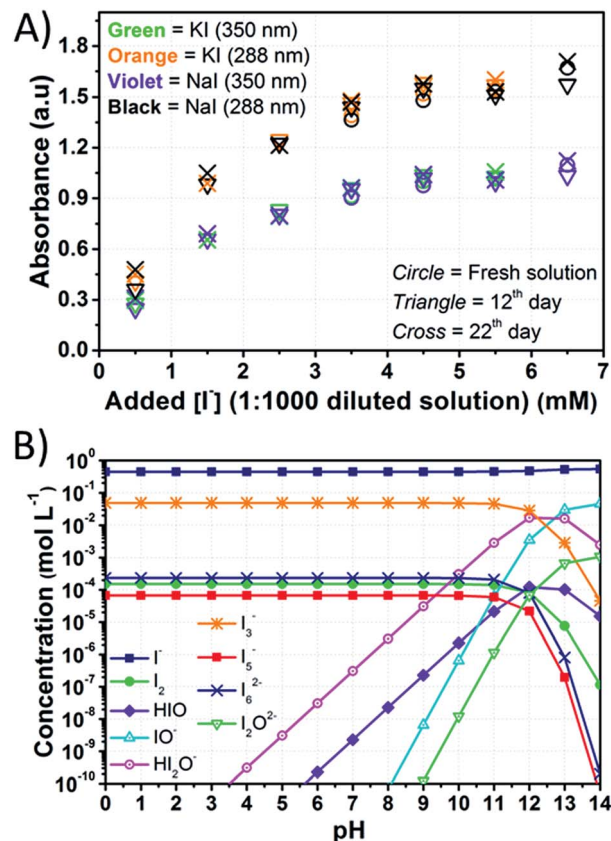 A)
Green = KI (350 nm)
Orange = KI (288 nm)
Violet = NaI (350 nm)
Black = NaI (288 nm)
Circle = Fresh solution
Triangle = 12th day
Cross = 22th day
Absorbance (a.u)
1.8
1.5
1.2
0.9
0.6
0.3
0.0
0 1 2 3 4 5 6 7
Added [I-] (1:1000 diluted solution) (mM)
B)
Concentration (mol L⁻¹)
10⁰
10⁻¹
10⁻²
10⁻³
10⁻⁴
10⁻⁵
10⁻⁶
10⁻⁷
10⁻⁸
10⁻⁹
10⁻¹⁰
I⁻
I₂
HIO
IO⁻
HI₂O⁻
I₃⁻
I₅⁻
I₆²⁻
I₂O²⁻
0 1 2 3 4 5 6 7 8 9 10 11 12 13 14
pH